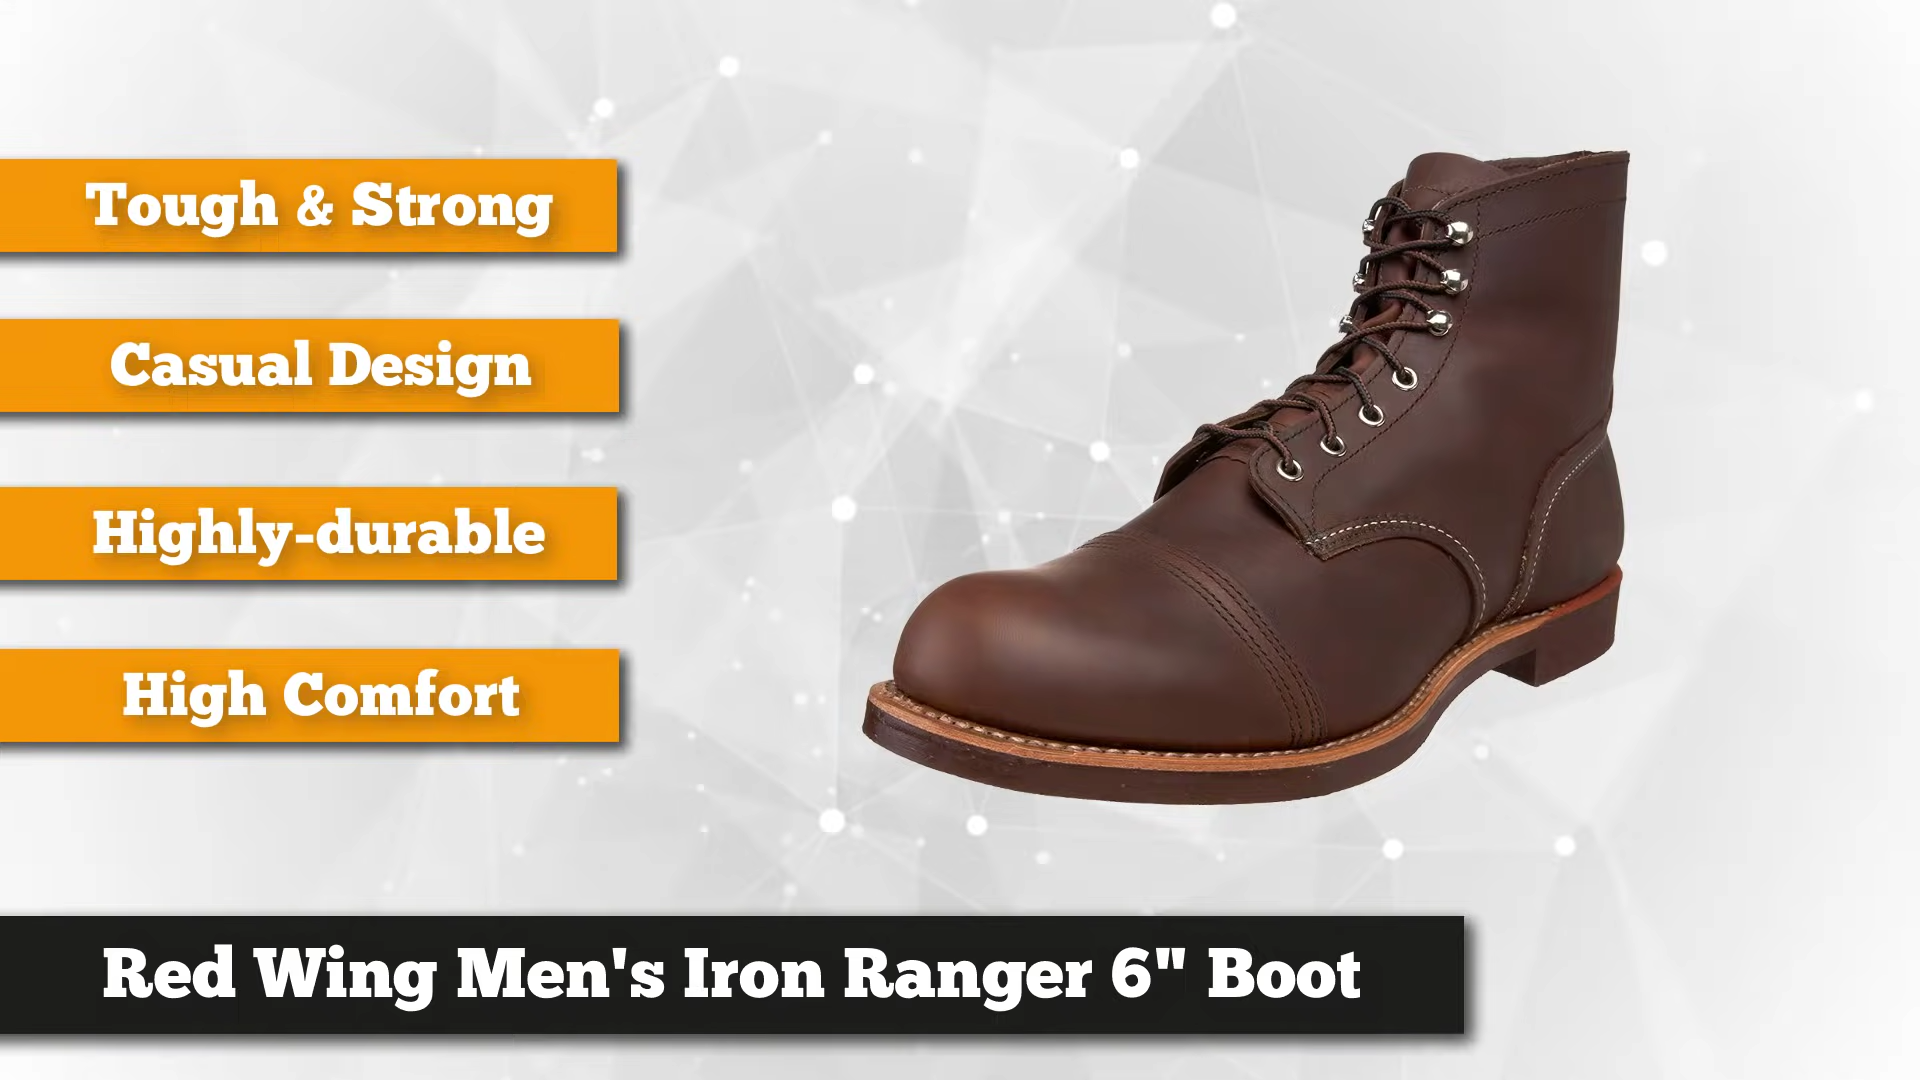 Tough & Strong
Casual Design
Highly-durable
High Comfort
Red Wing Men's Iron Ranger 6" Boot